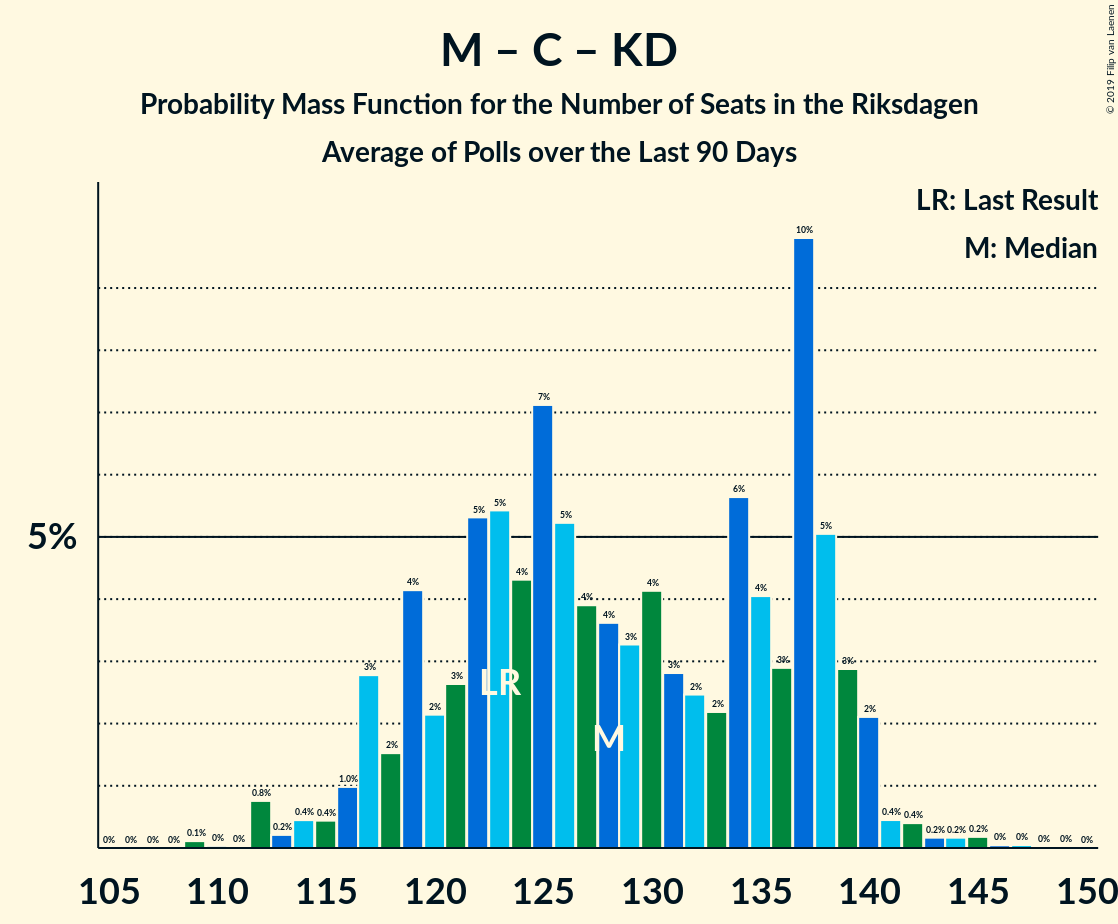 M – C – KD
Probability Mass Function for the Number of Seats in the Riksdagen
Average of Polls over the Last 90 Days
© 2019 Filip van Laenen
LR: Last Result
M: Median
5%
0% 0% 0% 0% 0.1% 0% 0% 0.8% 0.2% 0.4% 0.4% 1.0% 3% 2% 4% 2% 3% 5% 5% 4% 7% 5% 4% 4% 3% 4% 3% 2% 2% 6% 4% 3% 10% 5% 3% 2% 0.4% 0.4% 0.2% 0.2% 0.2% 0% 0% 0% 0% 0%
LR
M
105 110 115 120 125 130 135 140 145 150